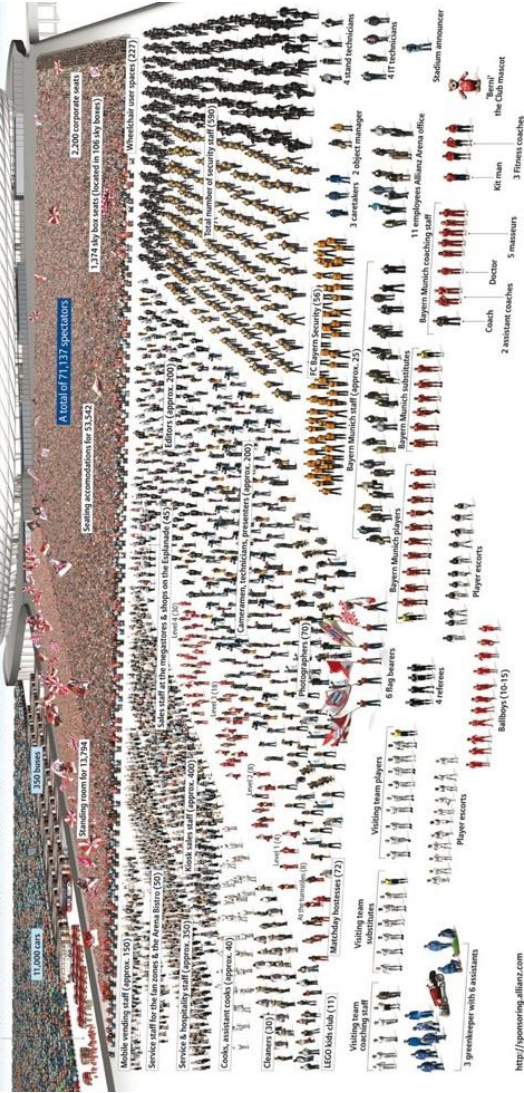 11,000 cars
350 buses
A total of 71,137 spectators
2,200 corporate seats
1,374 sky box seats (located in 106 sky boxes)
Seating accomodations for 53,542
Standing room for 13,794
Wheelchair user spaces (227)
Mobile vending staff (approx. 150)
Service staff for the fan zones & the Arena Bistro (50)
Sales staff at the megastores & shops on the Esplanade (45)
Service & hospitality staff (approx. 350)
Kiosk sales staff (approx. 400)
Editors (approx. 200)
Total number of security staff (590)
Cooks, assistant cooks (approx. 40)
Level 4 (30)
Level 3 (18)
Level 2 (8)
Level 1 (4)
At the turnstiles (8)
Cameramen, technicians, presenters (approx. 200)
Cleaners (30)
Matchday hostesses (72)
Photographers (70)
FC Bayern Security (56)
3 caretakers
2 object manager
4 stand technicians
LEGO kids club (11)
Bayern Munich staff (approx. 25)
11 employees Allianz Arena office
4 IT technicians
Visiting team
coaching staff
Visiting team
substitutes
Visiting team players
6 flag bearers
4 referees
Bayern Munich players
Bayern Munich substitutes
Bayern Munich coaching staff
Stadium announcer
3 greenkeeper with 6 assistants
Player escorts
Ballboys (10-15)
Player escorts
Coach
2 assistant coaches
Doctor
5 masseurs
Kit man
3 Fitness coaches
"Berni"
the Club mascot
http://sponsoring.allianz.com